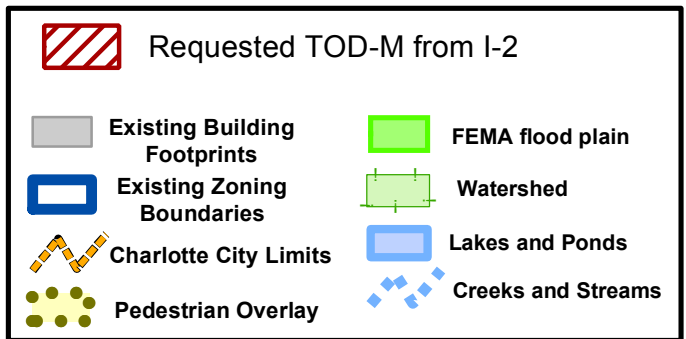 Requested TOD-M from I-2
Existing Building
Footprints
Existing Zoning
Boundaries
Charlotte City Limits
Pedestrian Overlay
FEMA flood plain
Watershed
Lakes and Ponds
Creeks and Streams